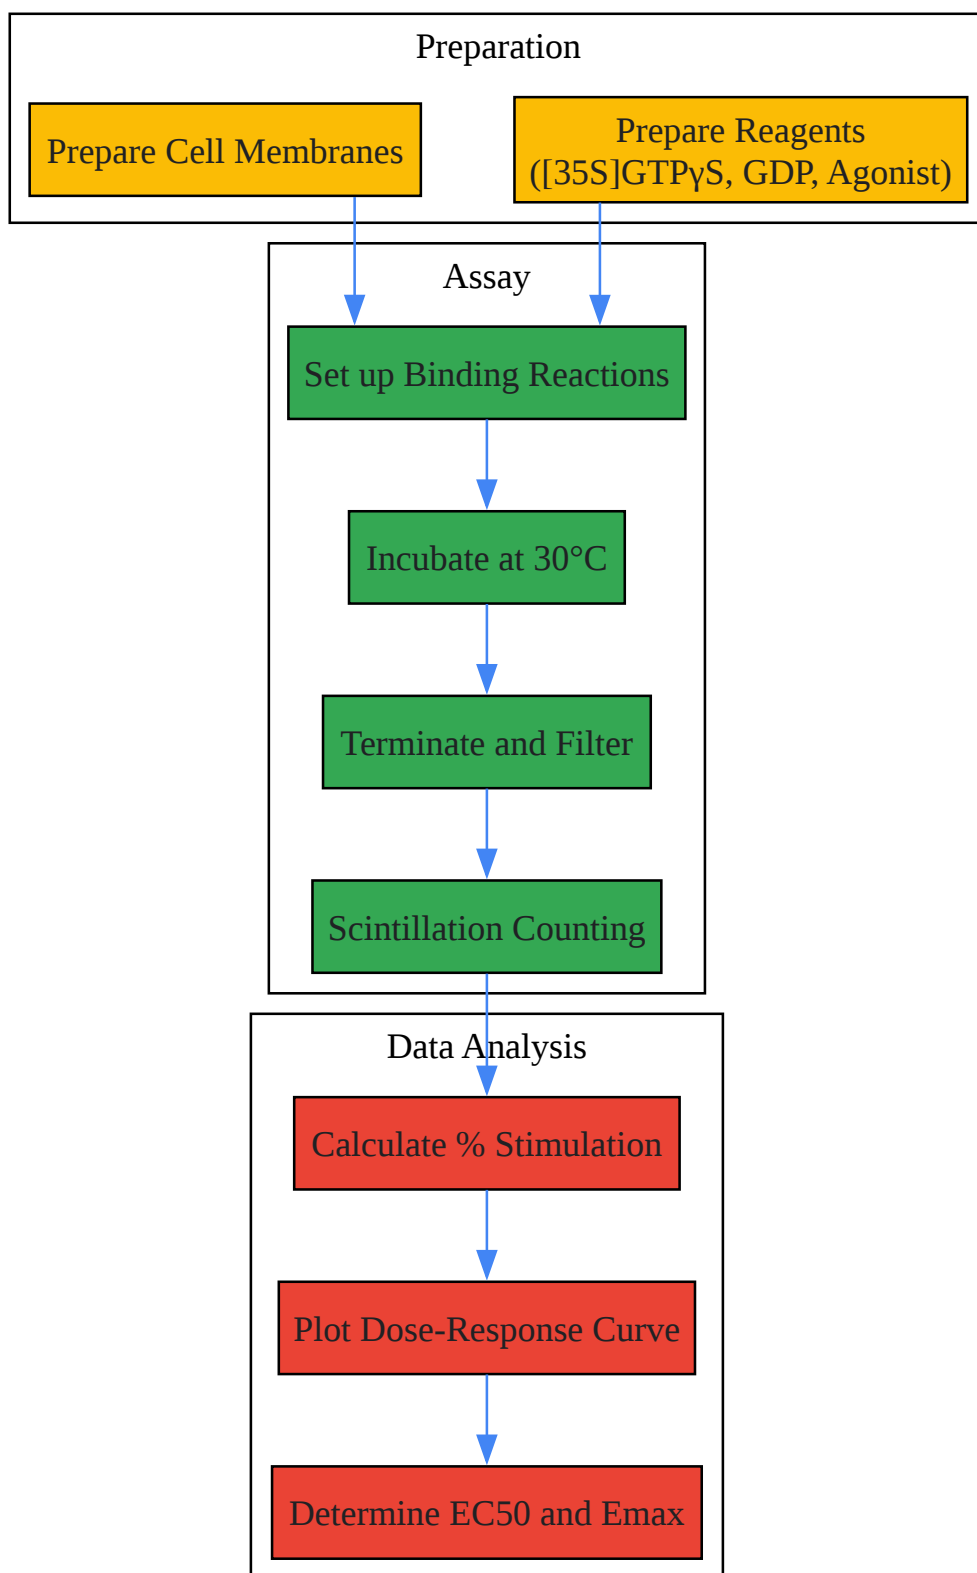 Preparation
Prepare Cell Membranes
Prepare Reagents
([35S]GTPγS, GDP, Agonist)
Assay
Set up Binding Reactions
Incubate at 30°C
Terminate and Filter
Scintillation Counting
Data Analysis
Calculate % Stimulation
Plot Dose-Response Curve
Determine EC50 and Emax